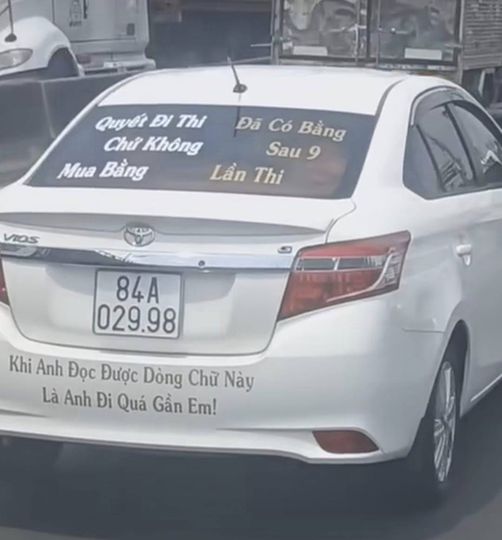 Quyết Đi Thi
Chứ Không
Mua Bằng
Đã Có Bằng
Sau 9
Lần Thi
VIOS
G
84A
029.98
Khi Anh Đọc Được Dòng Chữ Này
Là Anh Đi Quá Gần Em!